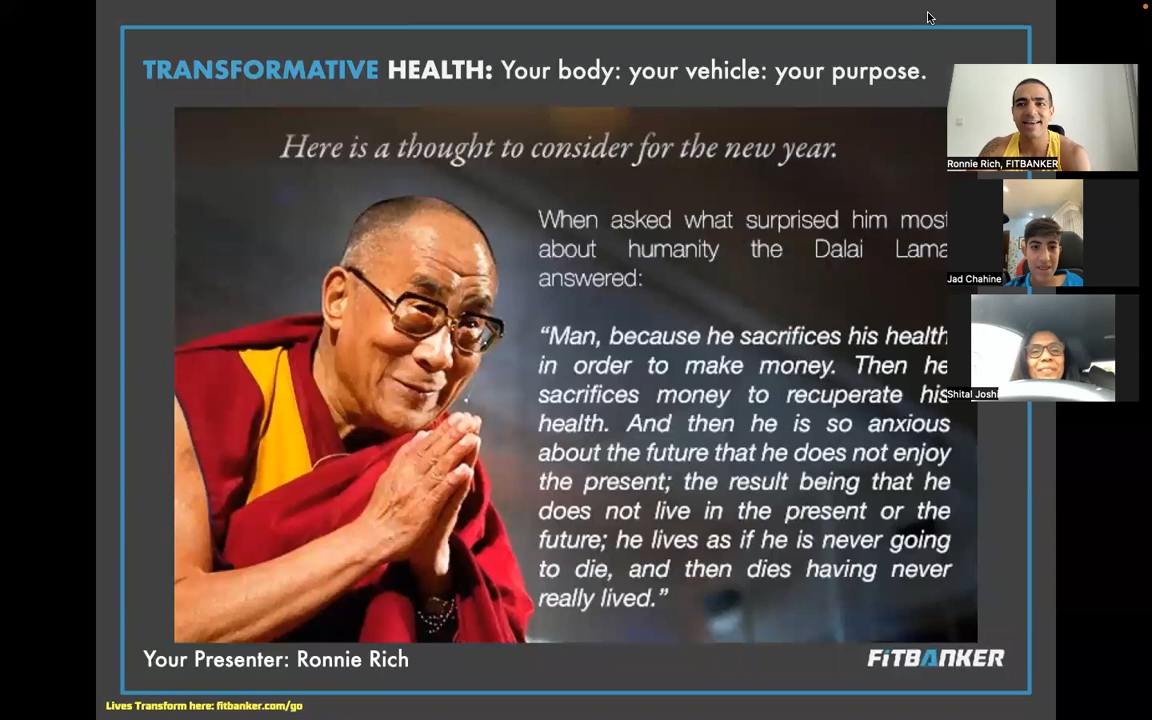 TRANSFORMATIVE HEALTH: Your body: your vehicle: your purpose.
Here is a thought to consider for the new year.
When asked what surprised him most
about humanity the Dalai Lama
answered:
“Man, because he sacrifices his health
in order to make money. Then he
sacrifices money to recuperate his
health. And then he is so anxious
about the future that he does not enjoy
the present; the result being that he
does not live in the present or the
future; he lives as if he is never going
to die, and then dies having never
really lived.”
Ronnie Rich, FITBANKER
Jad Chahine
Shital Joshi
Your Presenter: Ronnie Rich
FiTBANKER
Lives Transform here: fitbanker.com/go